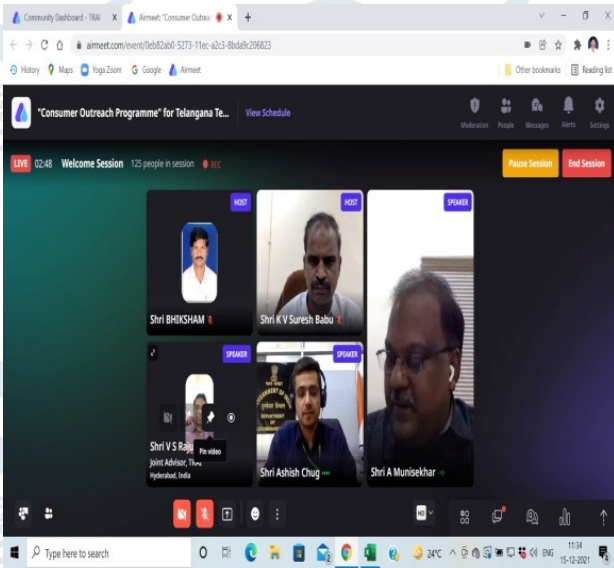 Community Dashboard - TRAI
Airmeet: "Consumer Outrea
airmeet.com/event/0eb82ab0-5273-11ec-a2c3-8bda9c206823
History
Maps
Yoga Zoom
Google
Airmeet
Other bookmarks
Reading list
"Consumer Outreach Programme" for Telangana Te...
View Schedule
Moderation
People
Messages
Alerts
Settings
LIVE 02:48 Welcome Session 125 people in session REC
Pause Session
End Session
HOST
Shri BHIKSHAM
HOST
Shri K V Suresh Babu
SPEAKER
Shri A Munisekhar
SPEAKER
Shri V S Raju
Pin video
Joint Advisor, TRAI
Hyderabad, India
SPEAKER
Shri Ashish Chug
HD
Type here to search
24°C
ENG
11:34
15-12-2021